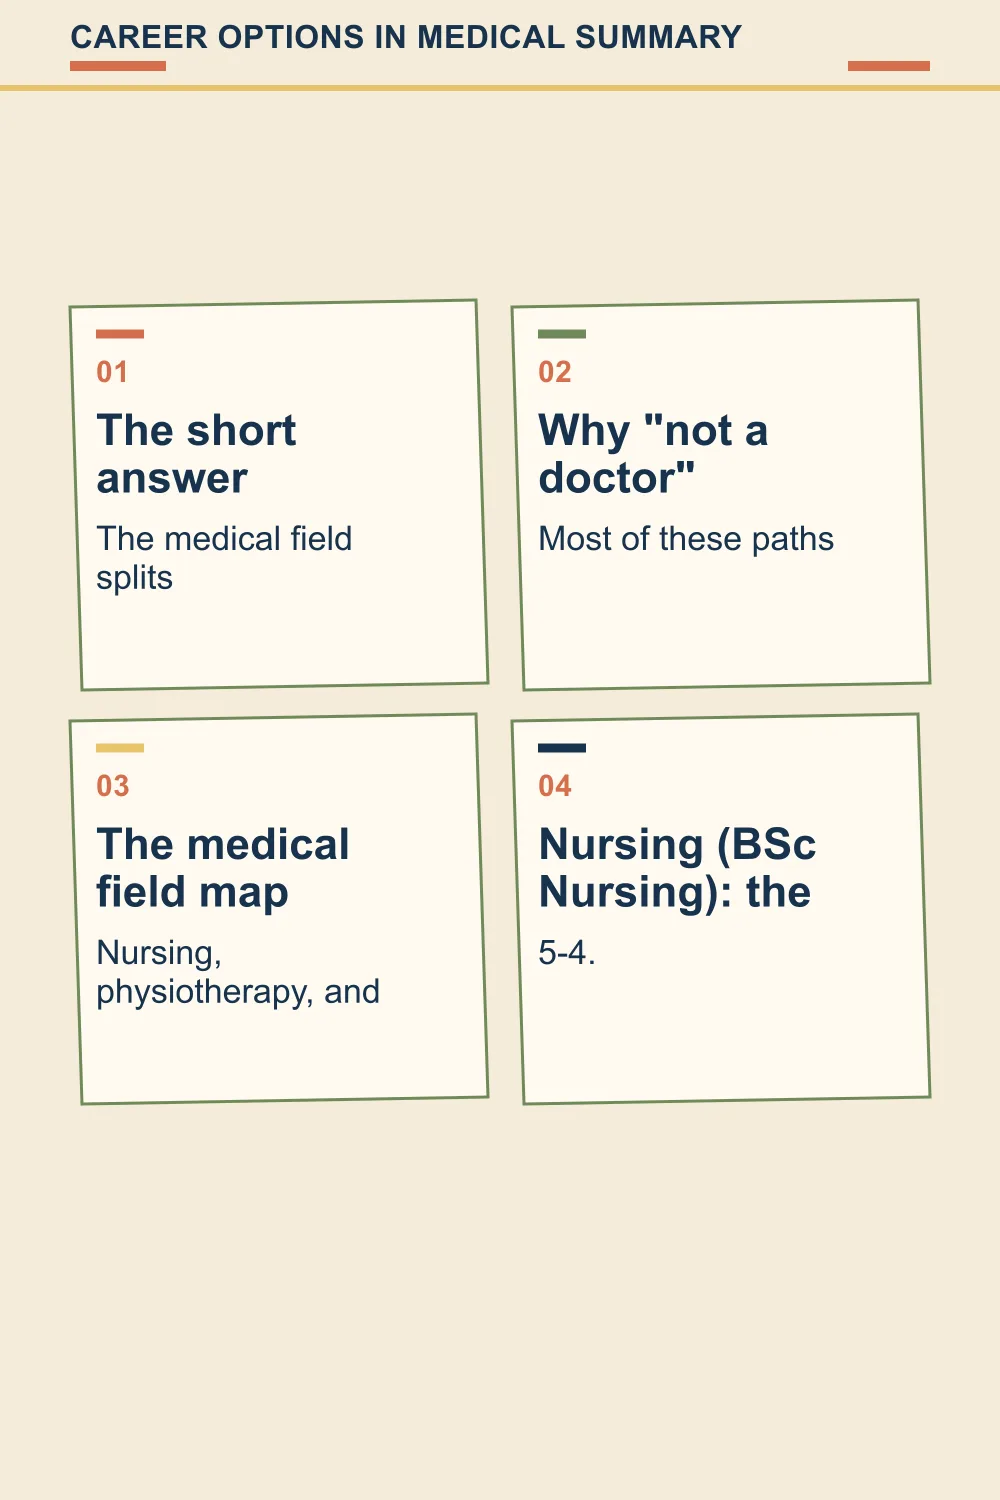 CAREER OPTIONS IN MEDICAL SUMMARY
01
The short
answer
The medical field
splits
02
Why "not a
doctor"
Most of these paths
03
The medical
field map
Nursing,
physiotherapy, and
04
Nursing (BSc
Nursing): the
5-4.